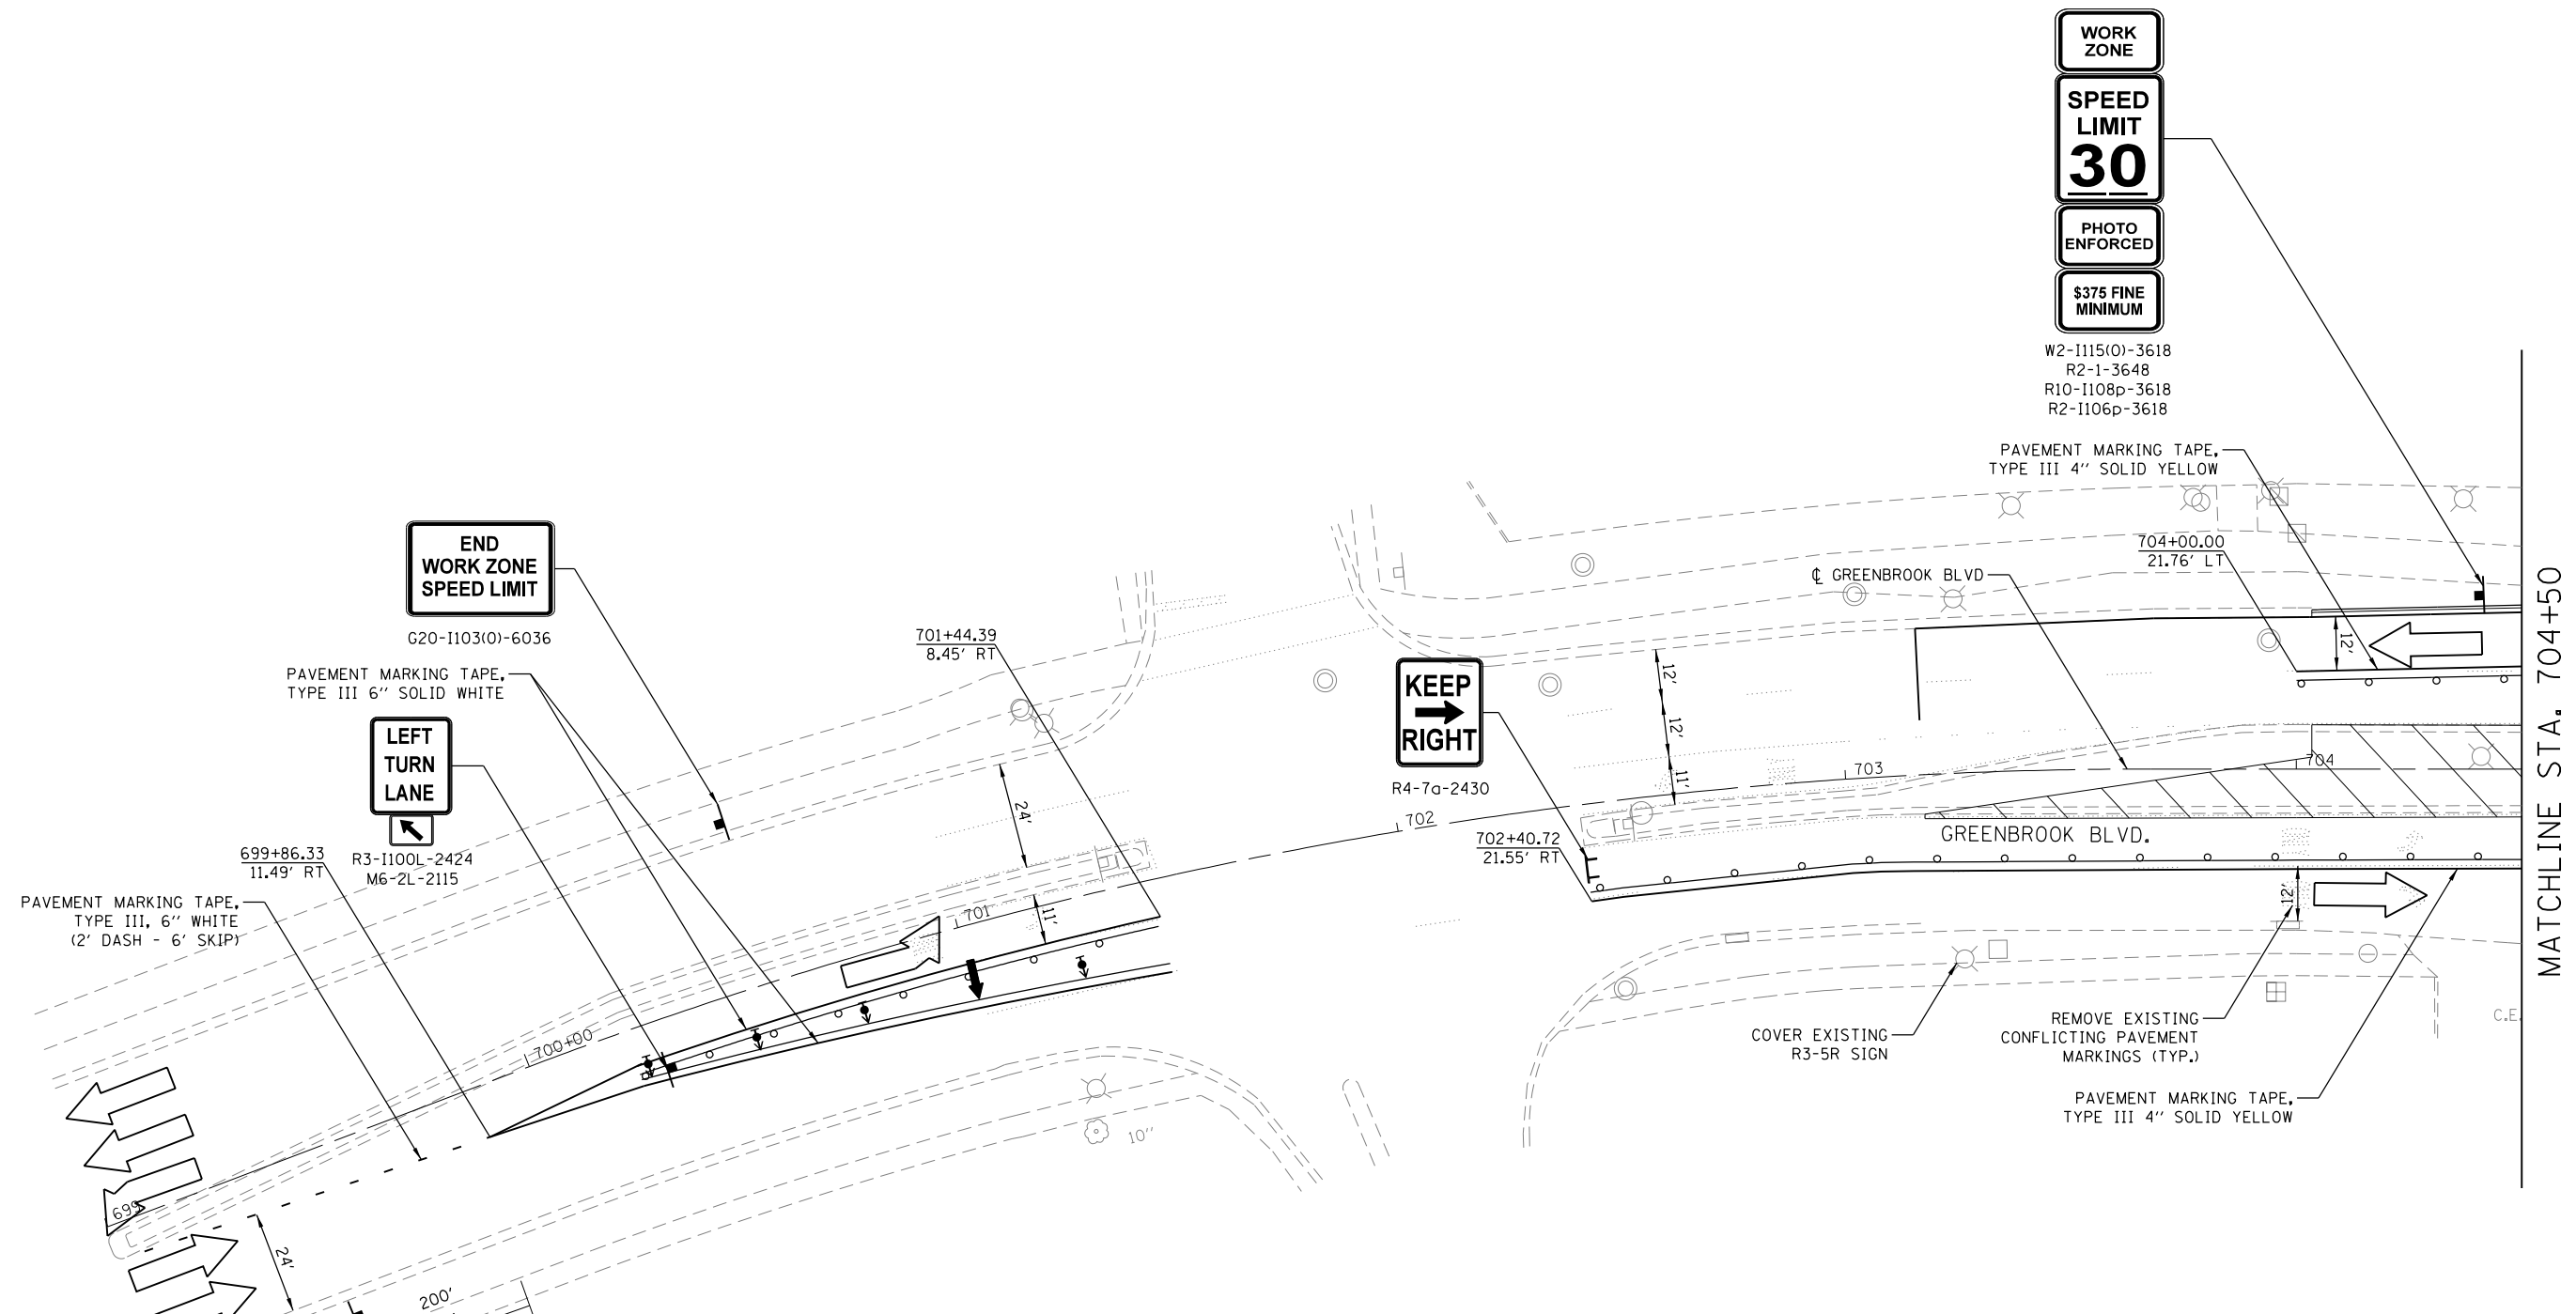 WORK
ZONE
SPEED
LIMIT
30
PHOTO
ENFORCED
$375 FINE
MINIMUM
W2-I115(O)-3618
R2-1-3648
R10-I108p-3618
R2-I106p-3618
PAVEMENT MARKING TAPE,
TYPE III 4'' SOLID YELLOW
704+00.00
21.76' LT
℄ GREENBROOK BLVD
END
WORK ZONE
SPEED LIMIT
G20-I103(O)-6036
PAVEMENT MARKING TAPE,
TYPE III 6'' SOLID WHITE
701+44.39
8.45' RT
LEFT
TURN
LANE
R3-I100L-2424
M6-2L-2115
KEEP
RIGHT
R4-7a-2430
699+86.33
11.49' RT
PAVEMENT MARKING TAPE,
TYPE III, 6'' WHITE
(2' DASH - 6' SKIP)
702+40.72
21.55' RT
12'
12'
11'
12'
24'
11'
12'
24'
200'
699
700+00
701
702
703
704
GREENBROOK BLVD.
COVER EXISTING
R3-5R SIGN
REMOVE EXISTING
CONFLICTING PAVEMENT
MARKINGS (TYP.)
PAVEMENT MARKING TAPE,
TYPE III 4'' SOLID YELLOW
10''
C.E.
MATCHLINE STA. 704+50